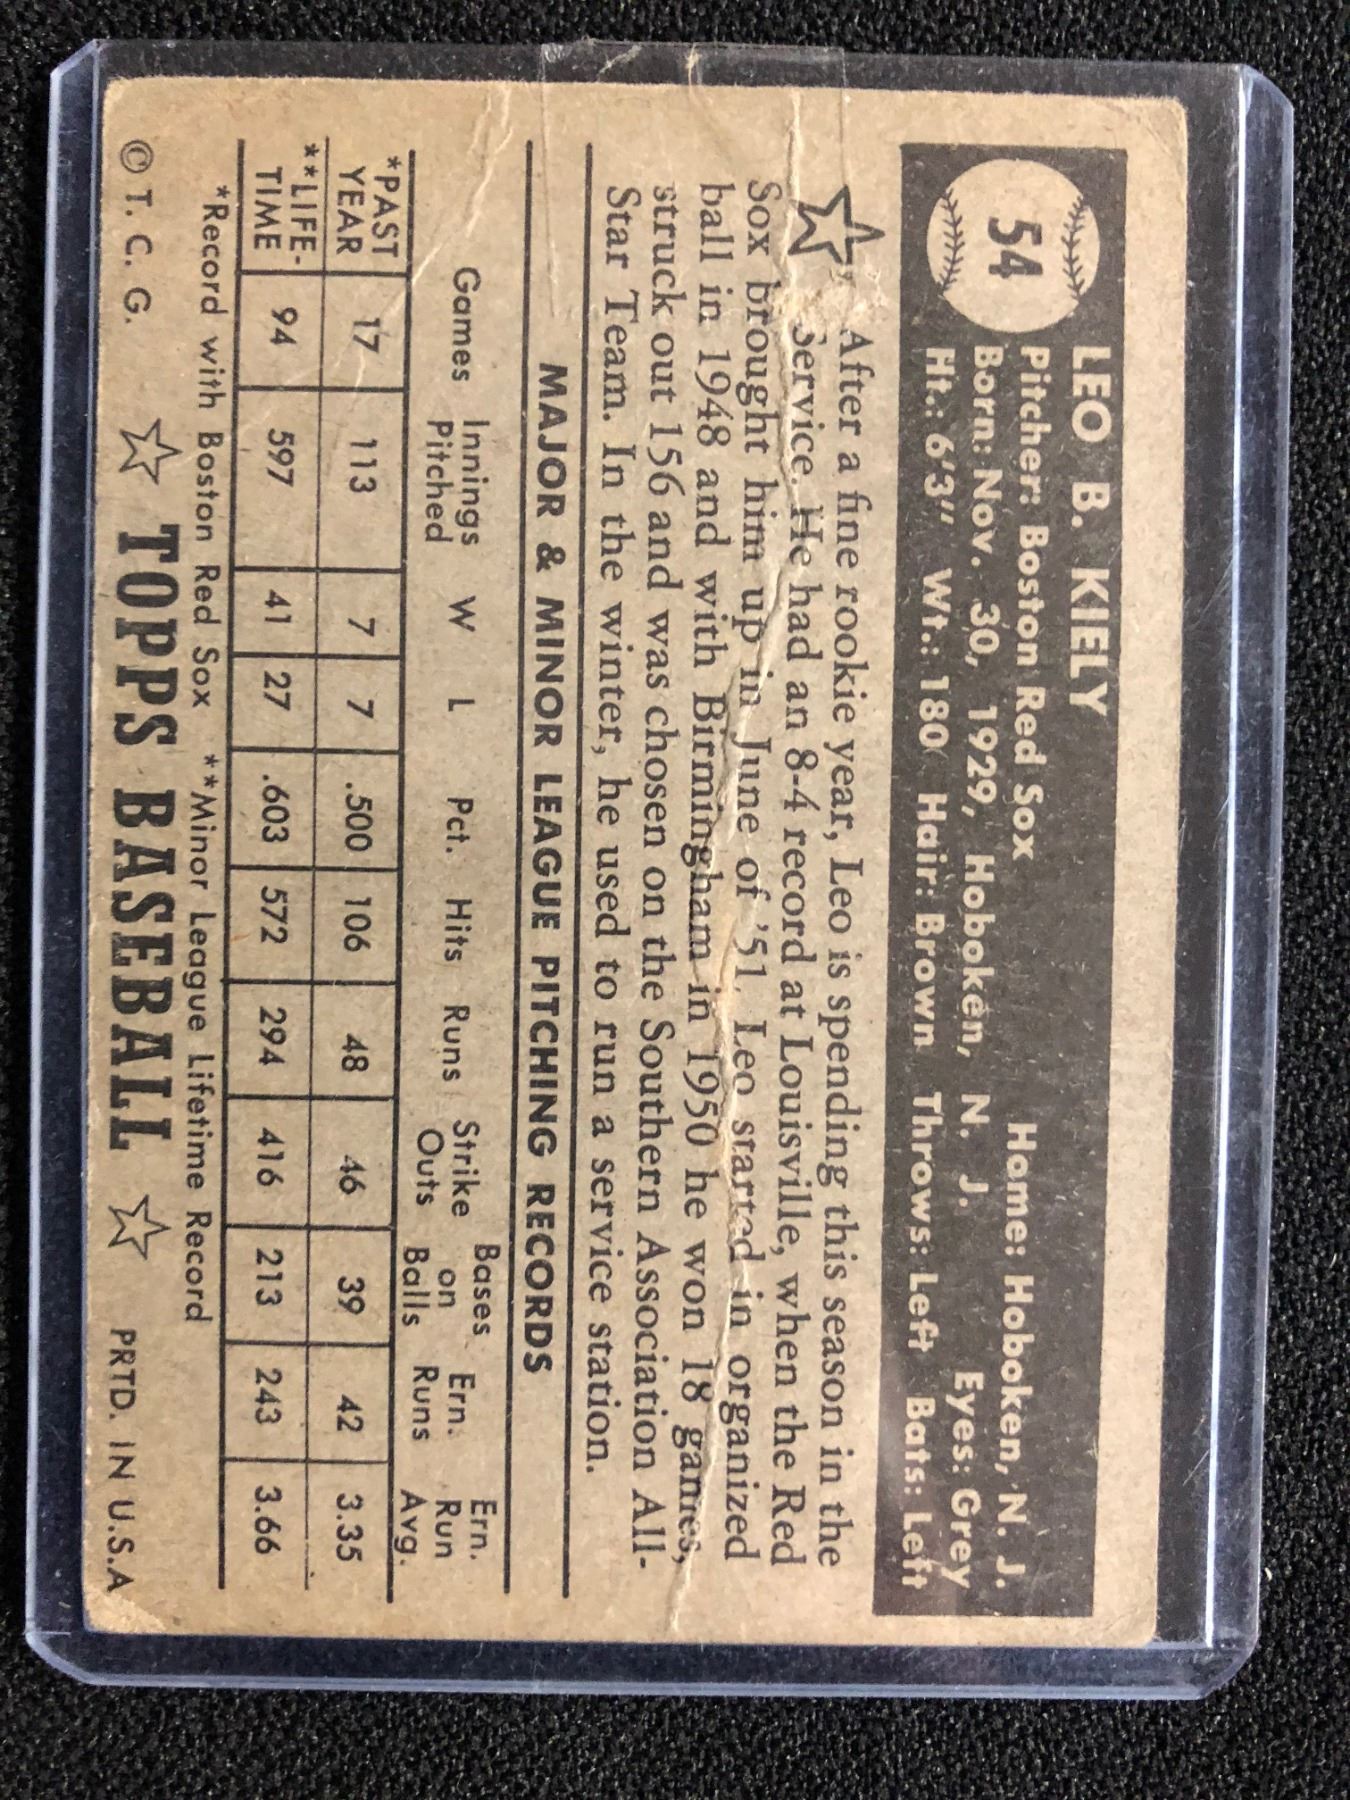 54
LEO B. KIELY
Pitcher: Boston Red Sox Home: Hoboken, N. J.
Born: Nov. 30, 1929, Hoboken, N. J. Eyes: Grey
Ht.: 6'3" Wt.: 180 Hair: Brown Throws: Left Bats: Left
After a fine rookie year, Leo is spending this season in the
Service. He had an 8-4 record at Louisville, when the Red
Sox brought him up in June of '51. Leo started in organized
ball in 1948 and with Birmingham in 1950 he won 18 games,
struck out 156 and was chosen on the Southern Association All-
Star Team. In the winter, he used to run a service station.
MAJOR & MINOR LEAGUE PITCHING RECORDS
Games Innings Pitched W L Pct. Hits Runs Strike Outs Bases on Balls Ern. Runs Ern. Run Avg.
*PAST YEAR 17 113 7 7 .500 106 48 46 39 42 3.35
**LIFE-TIME 94 597 41 27 .603 572 294 416 213 243 3.66
*Record with Boston Red Sox **Minor League Lifetime Record
© T. C. G. ☆ TOPPS BASEBALL ☆ PRTD. IN U.S.A